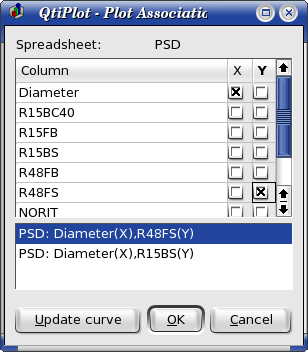 QtiPlot - Plot Associatio
Spreadsheet: PSD
Column X Y
Diameter
R15BC40
R15FB
R15BS
R48FB
R48FS
NORIT
PSD: Diameter(X),R48FS(Y)
PSD: Diameter(X),R15BS(Y)
Update curve OK Cancel